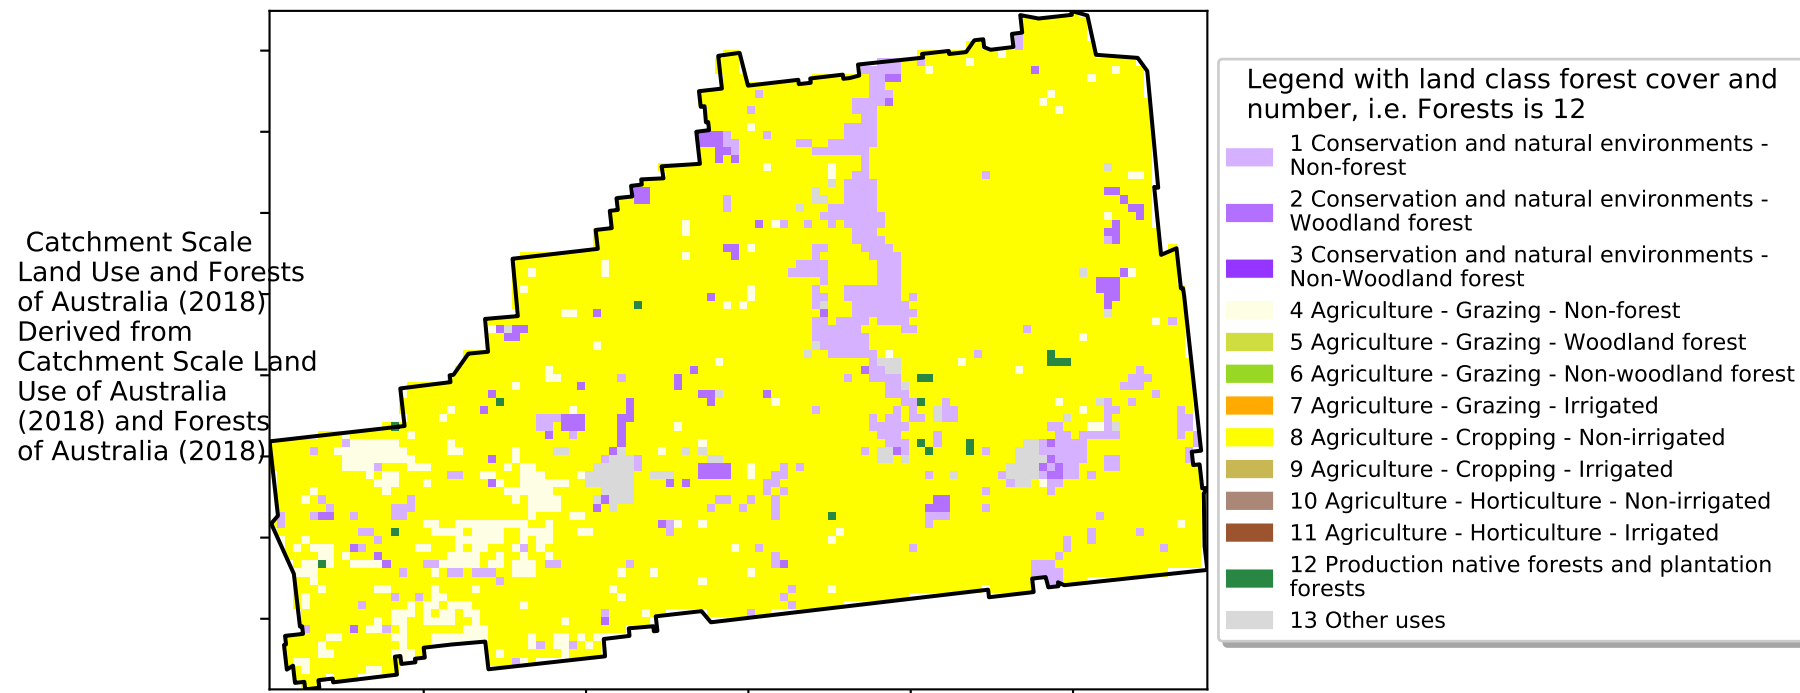 Catchment Scale
Land Use and Forests
of Australia (2018)
Derived from
Catchment Scale Land
Use of Australia
(2018) and Forests
of Australia (2018)
Legend with land class forest cover and
number, i.e. Forests is 12
1 Conservation and natural environments -
Non-forest
2 Conservation and natural environments -
Woodland forest
3 Conservation and natural environments -
Non-Woodland forest
4 Agriculture - Grazing - Non-forest
5 Agriculture - Grazing - Woodland forest
6 Agriculture - Grazing - Non-woodland forest
7 Agriculture - Grazing - Irrigated
8 Agriculture - Cropping - Non-irrigated
9 Agriculture - Cropping - Irrigated
10 Agriculture - Horticulture - Non-irrigated
11 Agriculture - Horticulture - Irrigated
12 Production native forests and plantation
forests
13 Other uses